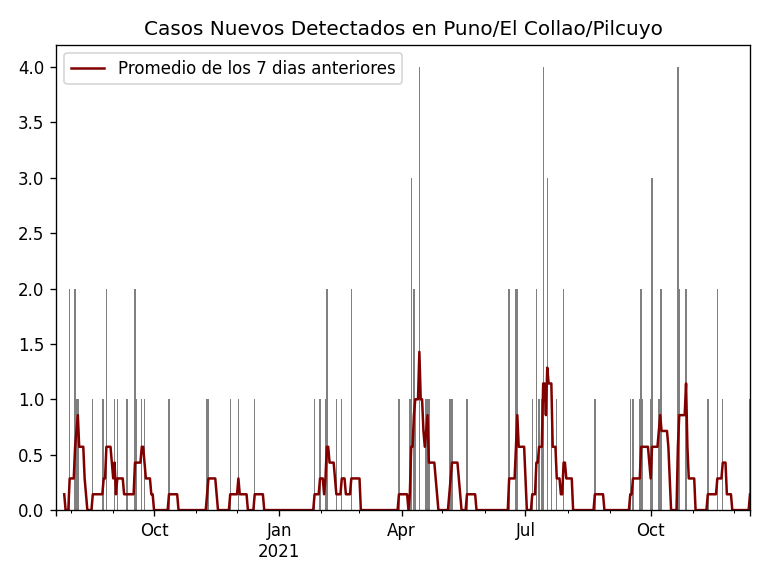 Casos Nuevos Detectados en Puno/El Collao/Pilcuyo
Promedio de los 7 dias anteriores
4.0
3.5
3.0
2.5
2.0
1.5
1.0
0.5
0.0
Oct
Jan
2021
Apr
Jul
Oct